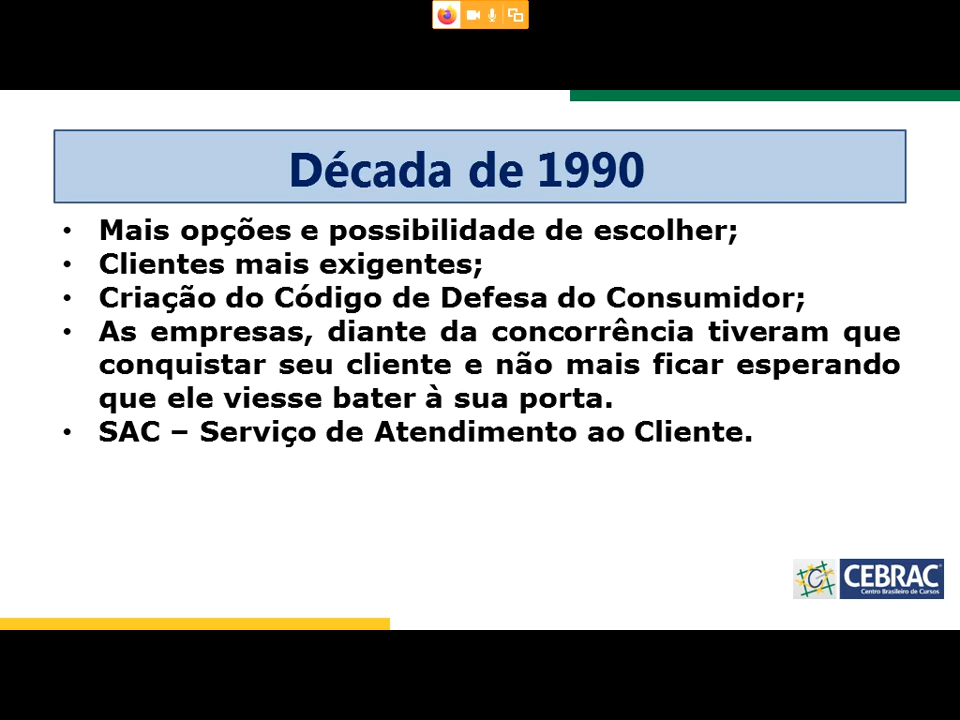 Década de 1990
• Mais opções e possibilidade de escolher;
• Clientes mais exigentes;
• Criação do Código de Defesa do Consumidor;
• As empresas, diante da concorrência tiveram que
conquistar seu cliente e não mais ficar esperando
que ele viesse bater à sua porta.
• SAC – Serviço de Atendimento ao Cliente.
C CEBRAC
Centro Brasileiro de Cursos